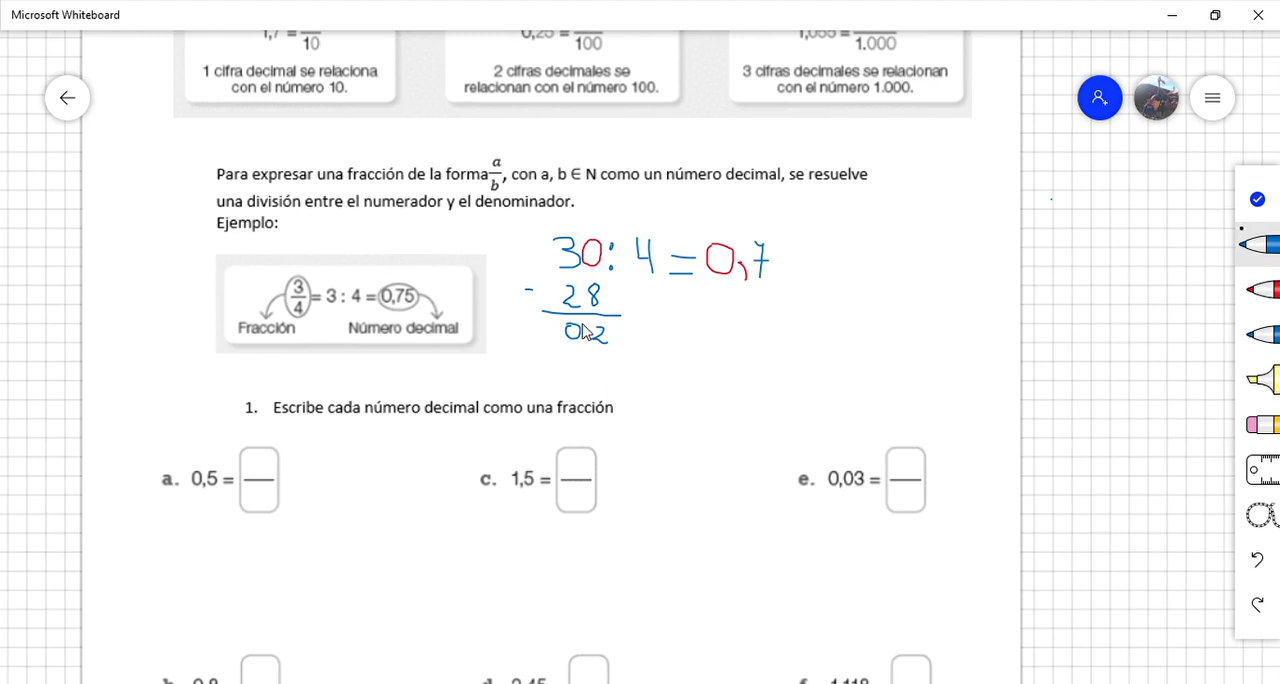 Microsoft Whiteboard
1,7 = 10
0,25 = 100
1.000
1 cifra decimal se relaciona
con el número 10.
2 cifras decimales se
relacionan con el número 100.
3 cifras decimales se relacionan
con el número 1.000.
Para expresar una fracción de la forma a/b, con a, b ∈ N como un número decimal, se resuelve
una división entre el numerador y el denominador.
Ejemplo:
30 : 4 = 0,7
- 28
02
3/4 = 3 : 4 = 0,75
Fracción Número decimal
1. Escribe cada número decimal como una fracción
a. 0,5 =
c. 1,5 =
e. 0,03 =